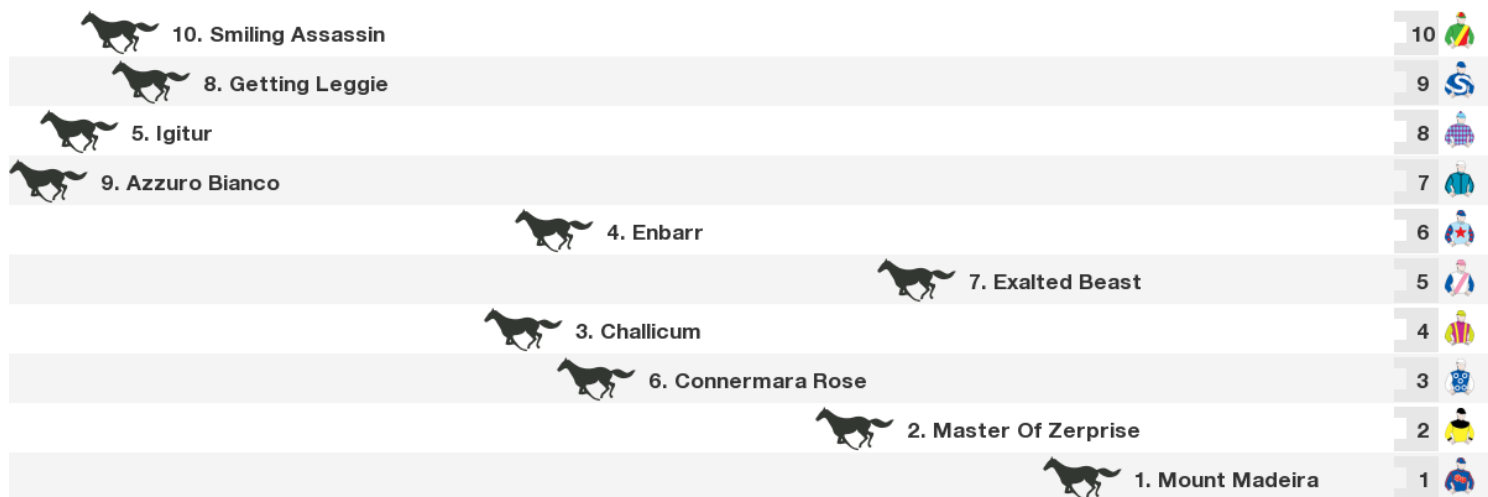 10. Smiling Assassin 10
8. Getting Leggie 9
5. Igitur 8
9. Azzuro Bianco 7
4. Enbarr 6
7. Exalted Beast 5
3. Challicum 4
6. Connermara Rose 3
2. Master Of Zerprise 2
1. Mount Madeira 1